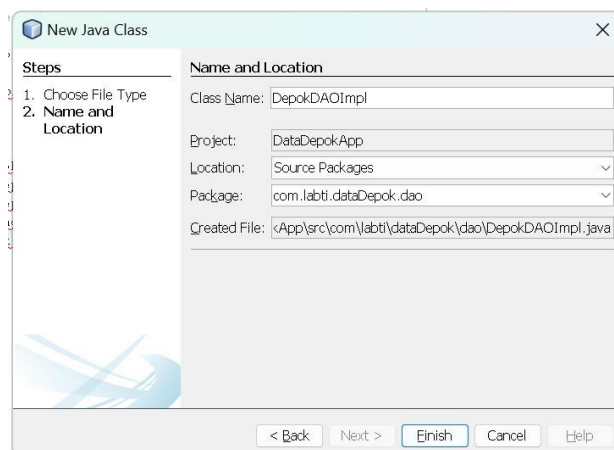 New Java Class
Steps
1. Choose File Type
2. Name and
Location
Name and Location
Class Name: DepokDAOImpl
Project: DataDepokApp
Location: Source Packages
Package: com.labti.dataDepok.dao
Created File: <App\src\com\labti\dataDepok\dao\DepokDAOImpl.java
< Back Next > Finish Cancel Help